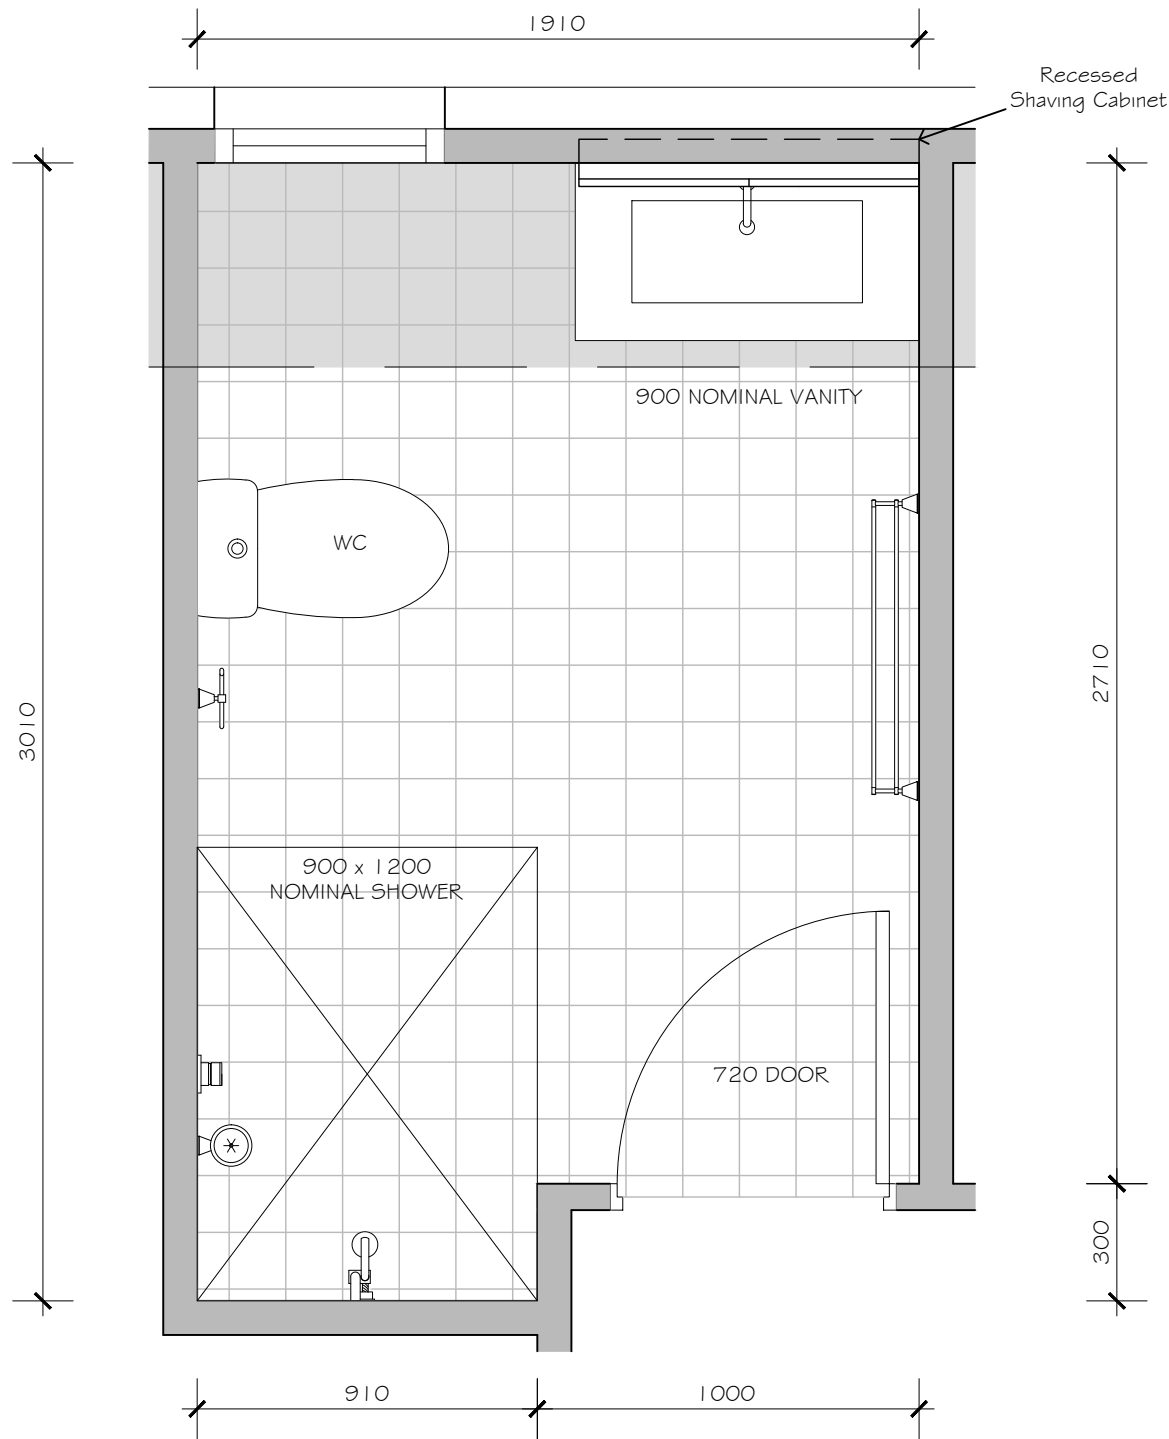 1910
Recessed
Shaving Cabinet
900 NOMINAL VANITY
WC
2710
3010
900 x 1200
NOMINAL SHOWER
720 DOOR
300
910
1000